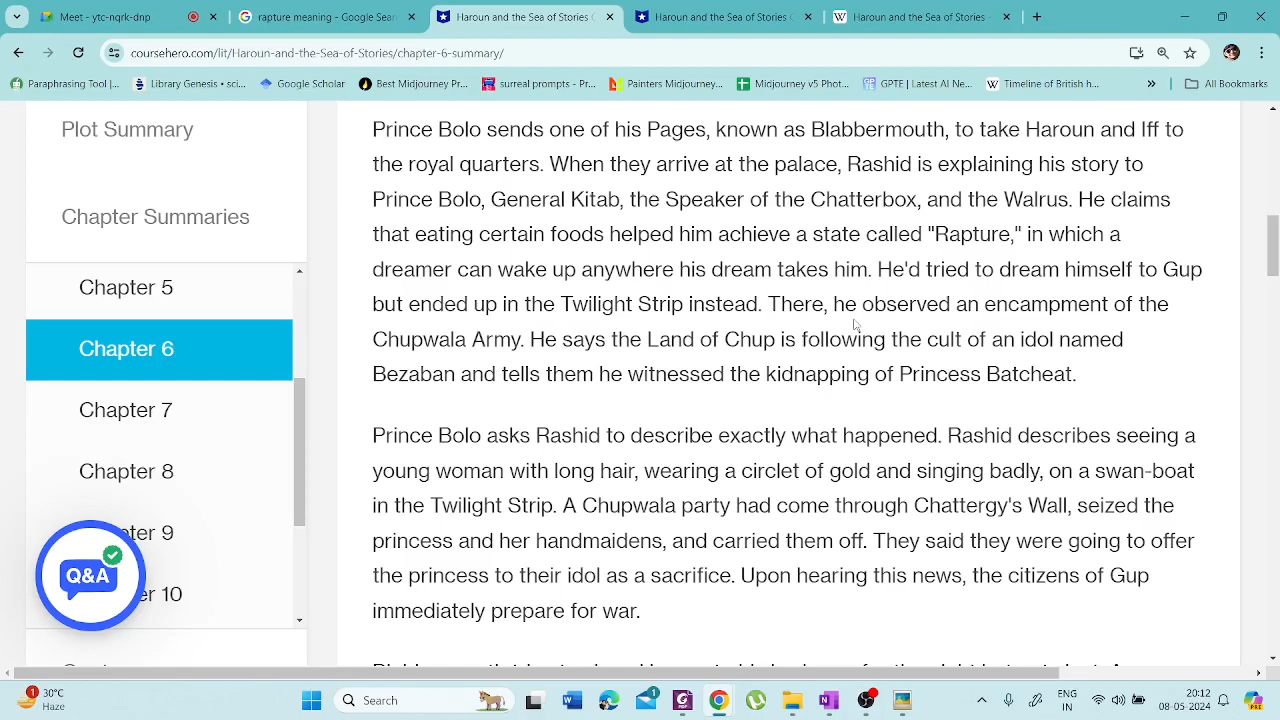 Meet - ytc-nrpk-drp
rapture meaning - Google Search
Haroun and the Sea of Stories C
Haroun and the Sea of Stories C
Haroun and the Sea of Stories -
coursehero.com/lit/Haroun-and-the-Sea-of-Stories/chapter-6-summary/
Paraphrasing Tool |...
Library Genesis • sci...
Google Scholar
Best Midjourney Pr...
surreal prompts - Pr...
Painters Midjourney...
Midjourney v5 Phot...
GPTE | Generating...
Timeline of British h...
All Bookmarks
Plot Summary
Chapter Summaries
Chapter 5
Chapter 6
Chapter 7
Chapter 8
pter 9
er 10
Q&A
Prince Bolo sends one of his Pages, known as Blabbermouth, to take Haroun and Iff to
the royal quarters. When they arrive at the palace, Rashid is explaining his story to
Prince Bolo, General Kitab, the Speaker of the Chatterbox, and the Walrus. He claims
that eating certain foods helped him achieve a state called "Rapture," in which a
dreamer can wake up anywhere his dream takes him. He'd tried to dream himself to Gup
but ended up in the Twilight Strip instead. There, he observed an encampment of the
Chupwala Army. He says the Land of Chup is following the cult of an idol named
Bezaban and tells them he witnessed the kidnapping of Princess Batcheat.
Prince Bolo asks Rashid to describe exactly what happened. Rashid describes seeing a
young woman with long hair, wearing a circlet of gold and singing badly, on a swan-boat
in the Twilight Strip. A Chupwala party had come through Chattergy's Wall, seized the
princess and her handmaidens, and carried them off. They said they were going to offer
the princess to their idol as a sacrifice. Upon hearing this news, the citizens of Gup
immediately prepare for war.
1
30°C
Haze
Search
1
ENG
IN
20:12
08-05-2024